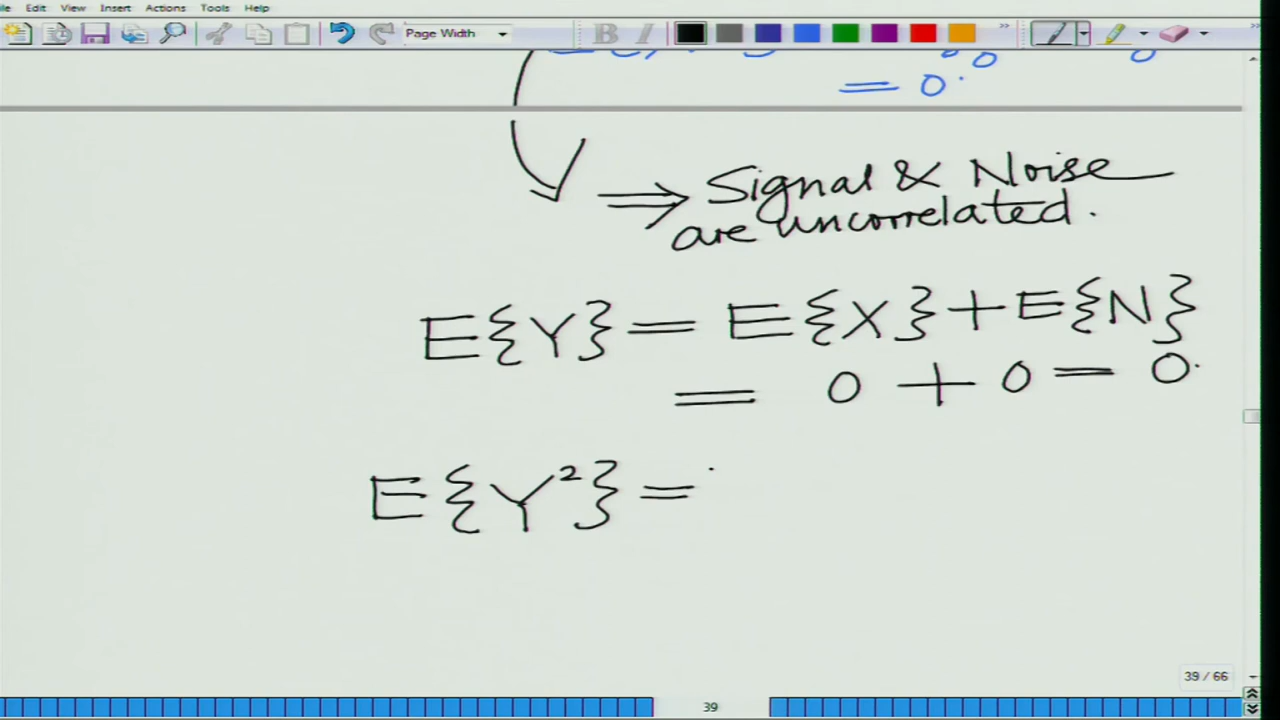 File Edit View Insert Actions Tools Help
Page Width B I
= 0.
⇒ Signal & Noise
are uncorrelated.
E{Y} = E{X} + E{N}
= 0 + 0 = 0.
E{Y²} =
39 / 66
39